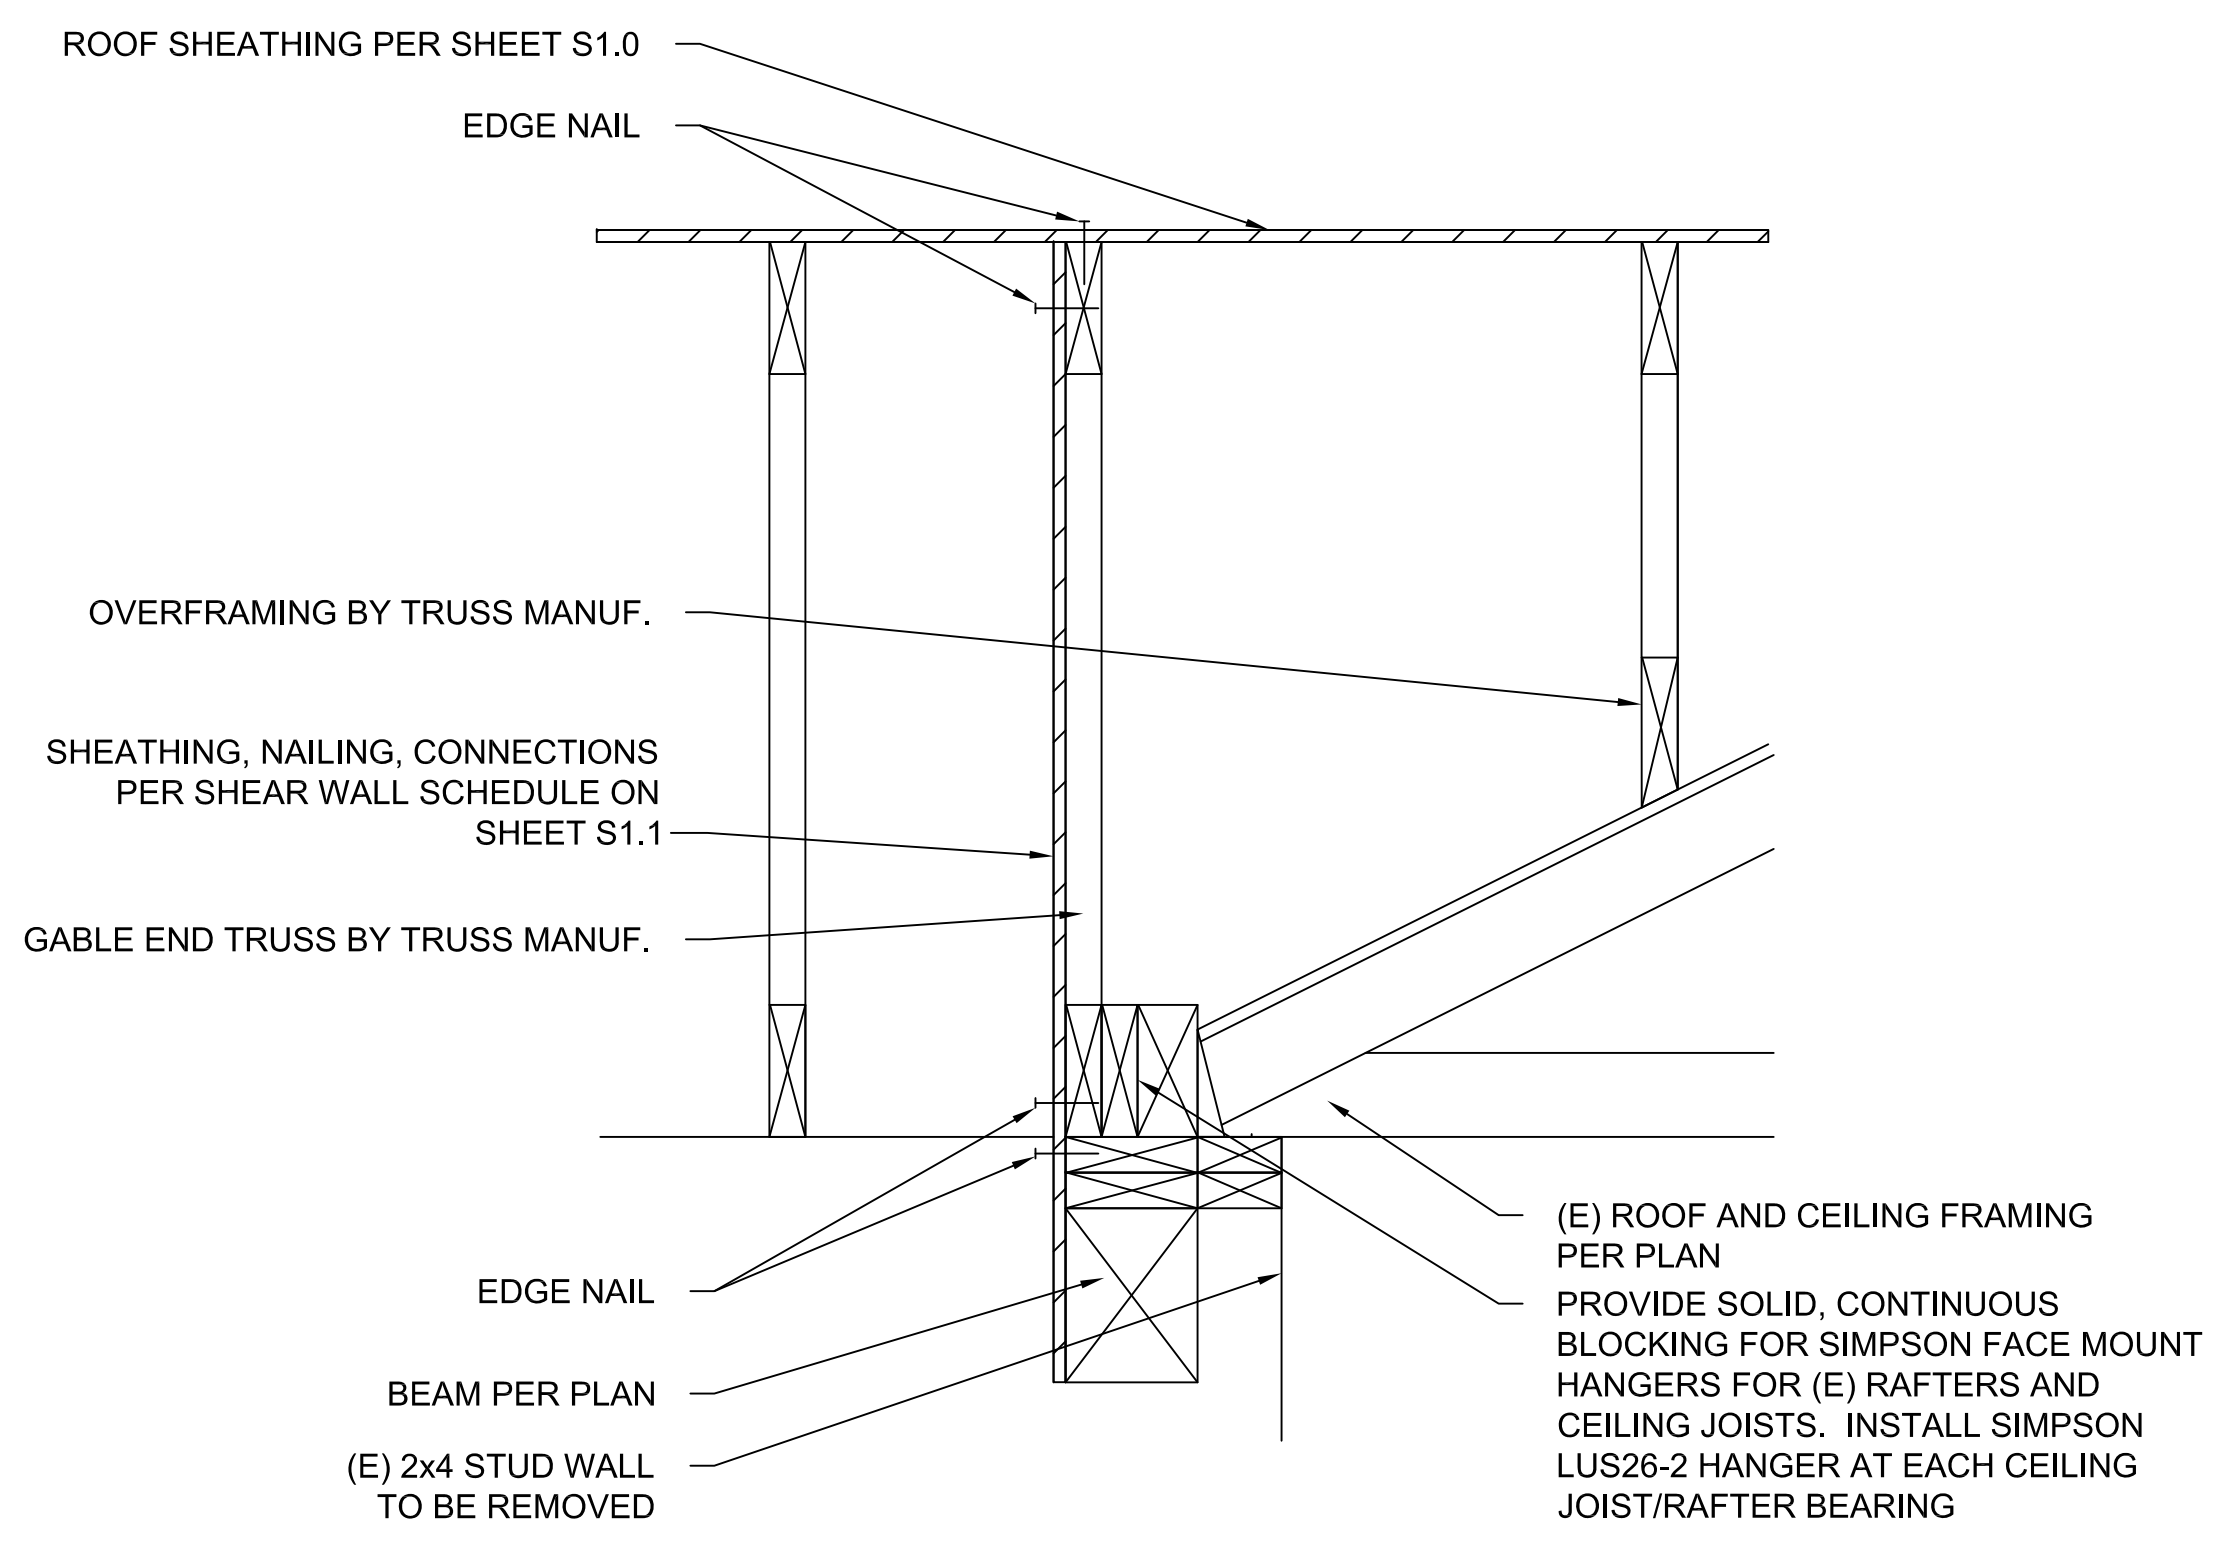 ROOF SHEATHING PER SHEET S1.0
EDGE NAIL
OVERFRAMING BY TRUSS MANUF.
SHEATHING, NAILING, CONNECTIONS
PER SHEAR WALL SCHEDULE ON
SHEET S1.1
GABLE END TRUSS BY TRUSS MANUF.
EDGE NAIL
BEAM PER PLAN
(E) 2x4 STUD WALL
TO BE REMOVED
(E) ROOF AND CEILING FRAMING
PER PLAN
PROVIDE SOLID, CONTINUOUS
BLOCKING FOR SIMPSON FACE MOUNT
HANGERS FOR (E) RAFTERS AND
CEILING JOISTS.  INSTALL SIMPSON
LUS26-2 HANGER AT EACH CEILING
JOIST/RAFTER BEARING